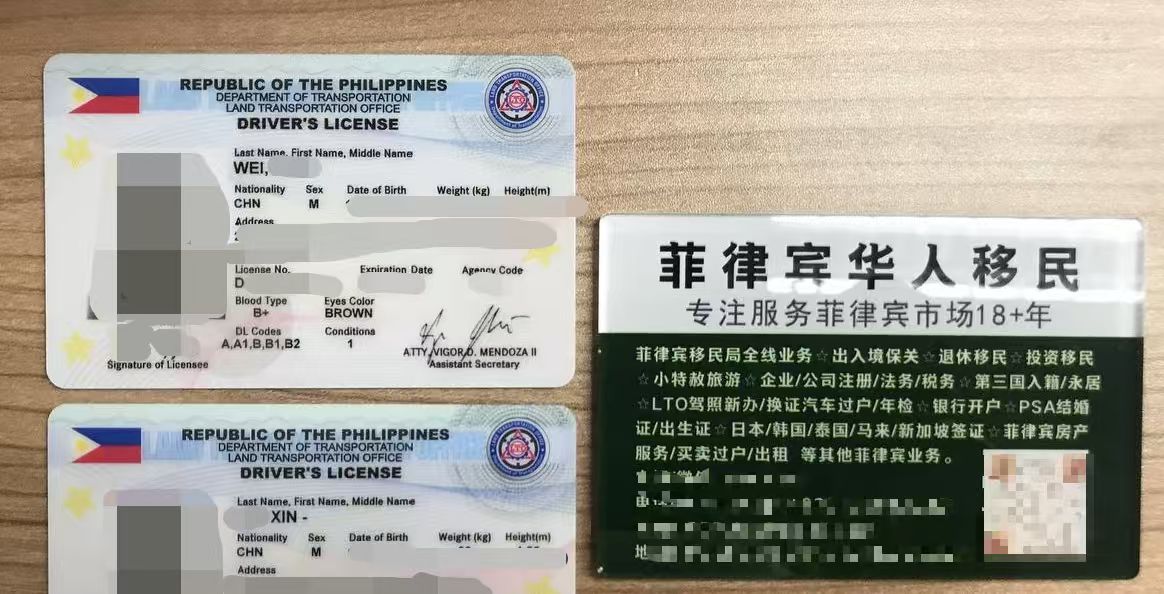 REPUBLIC OF THE PHILIPPINES
DEPARTMENT OF TRANSPORTATION
LAND TRANSPORTATION OFFICE
DRIVER'S LICENSE
Last Name, First Name, Middle Name
WEI,
Nationality Sex Date of Birth Weight (kg) Height(m)
CHN M
Address
License No. Expiration Date Agency Code
D
Blood Type Eyes Color
B+ BROWN
DL Codes Conditions
A,A1,B,B1,B2 1
ATTY. VIGOR D. MENDOZA II
Signature of Licensee Assistant Secretary
REPUBLIC OF THE PHILIPPINES
DEPARTMENT OF TRANSPORTATION
LAND TRANSPORTATION OFFICE
DRIVER'S LICENSE
Last Name, First Name, Middle Name
XIN -
Nationality Sex Date of Birth Weight (kg) Height(m)
CHN M
Address
菲律宾华人移民
专注服务菲律宾市场18+年
菲律宾移民局全线业务☆出入境保关☆退休移民☆投资移民
☆小特赦旅游☆企业/公司注册/法务/税务☆第三国入籍/永居
☆LTO驾照新办/换证汽车过户/年检☆银行开户☆PSA结婚
证/出生证☆日本/韩国/泰国/马来/新加坡签证☆菲律宾房产
服务/买卖过户/出租 等其他菲律宾业务。
地